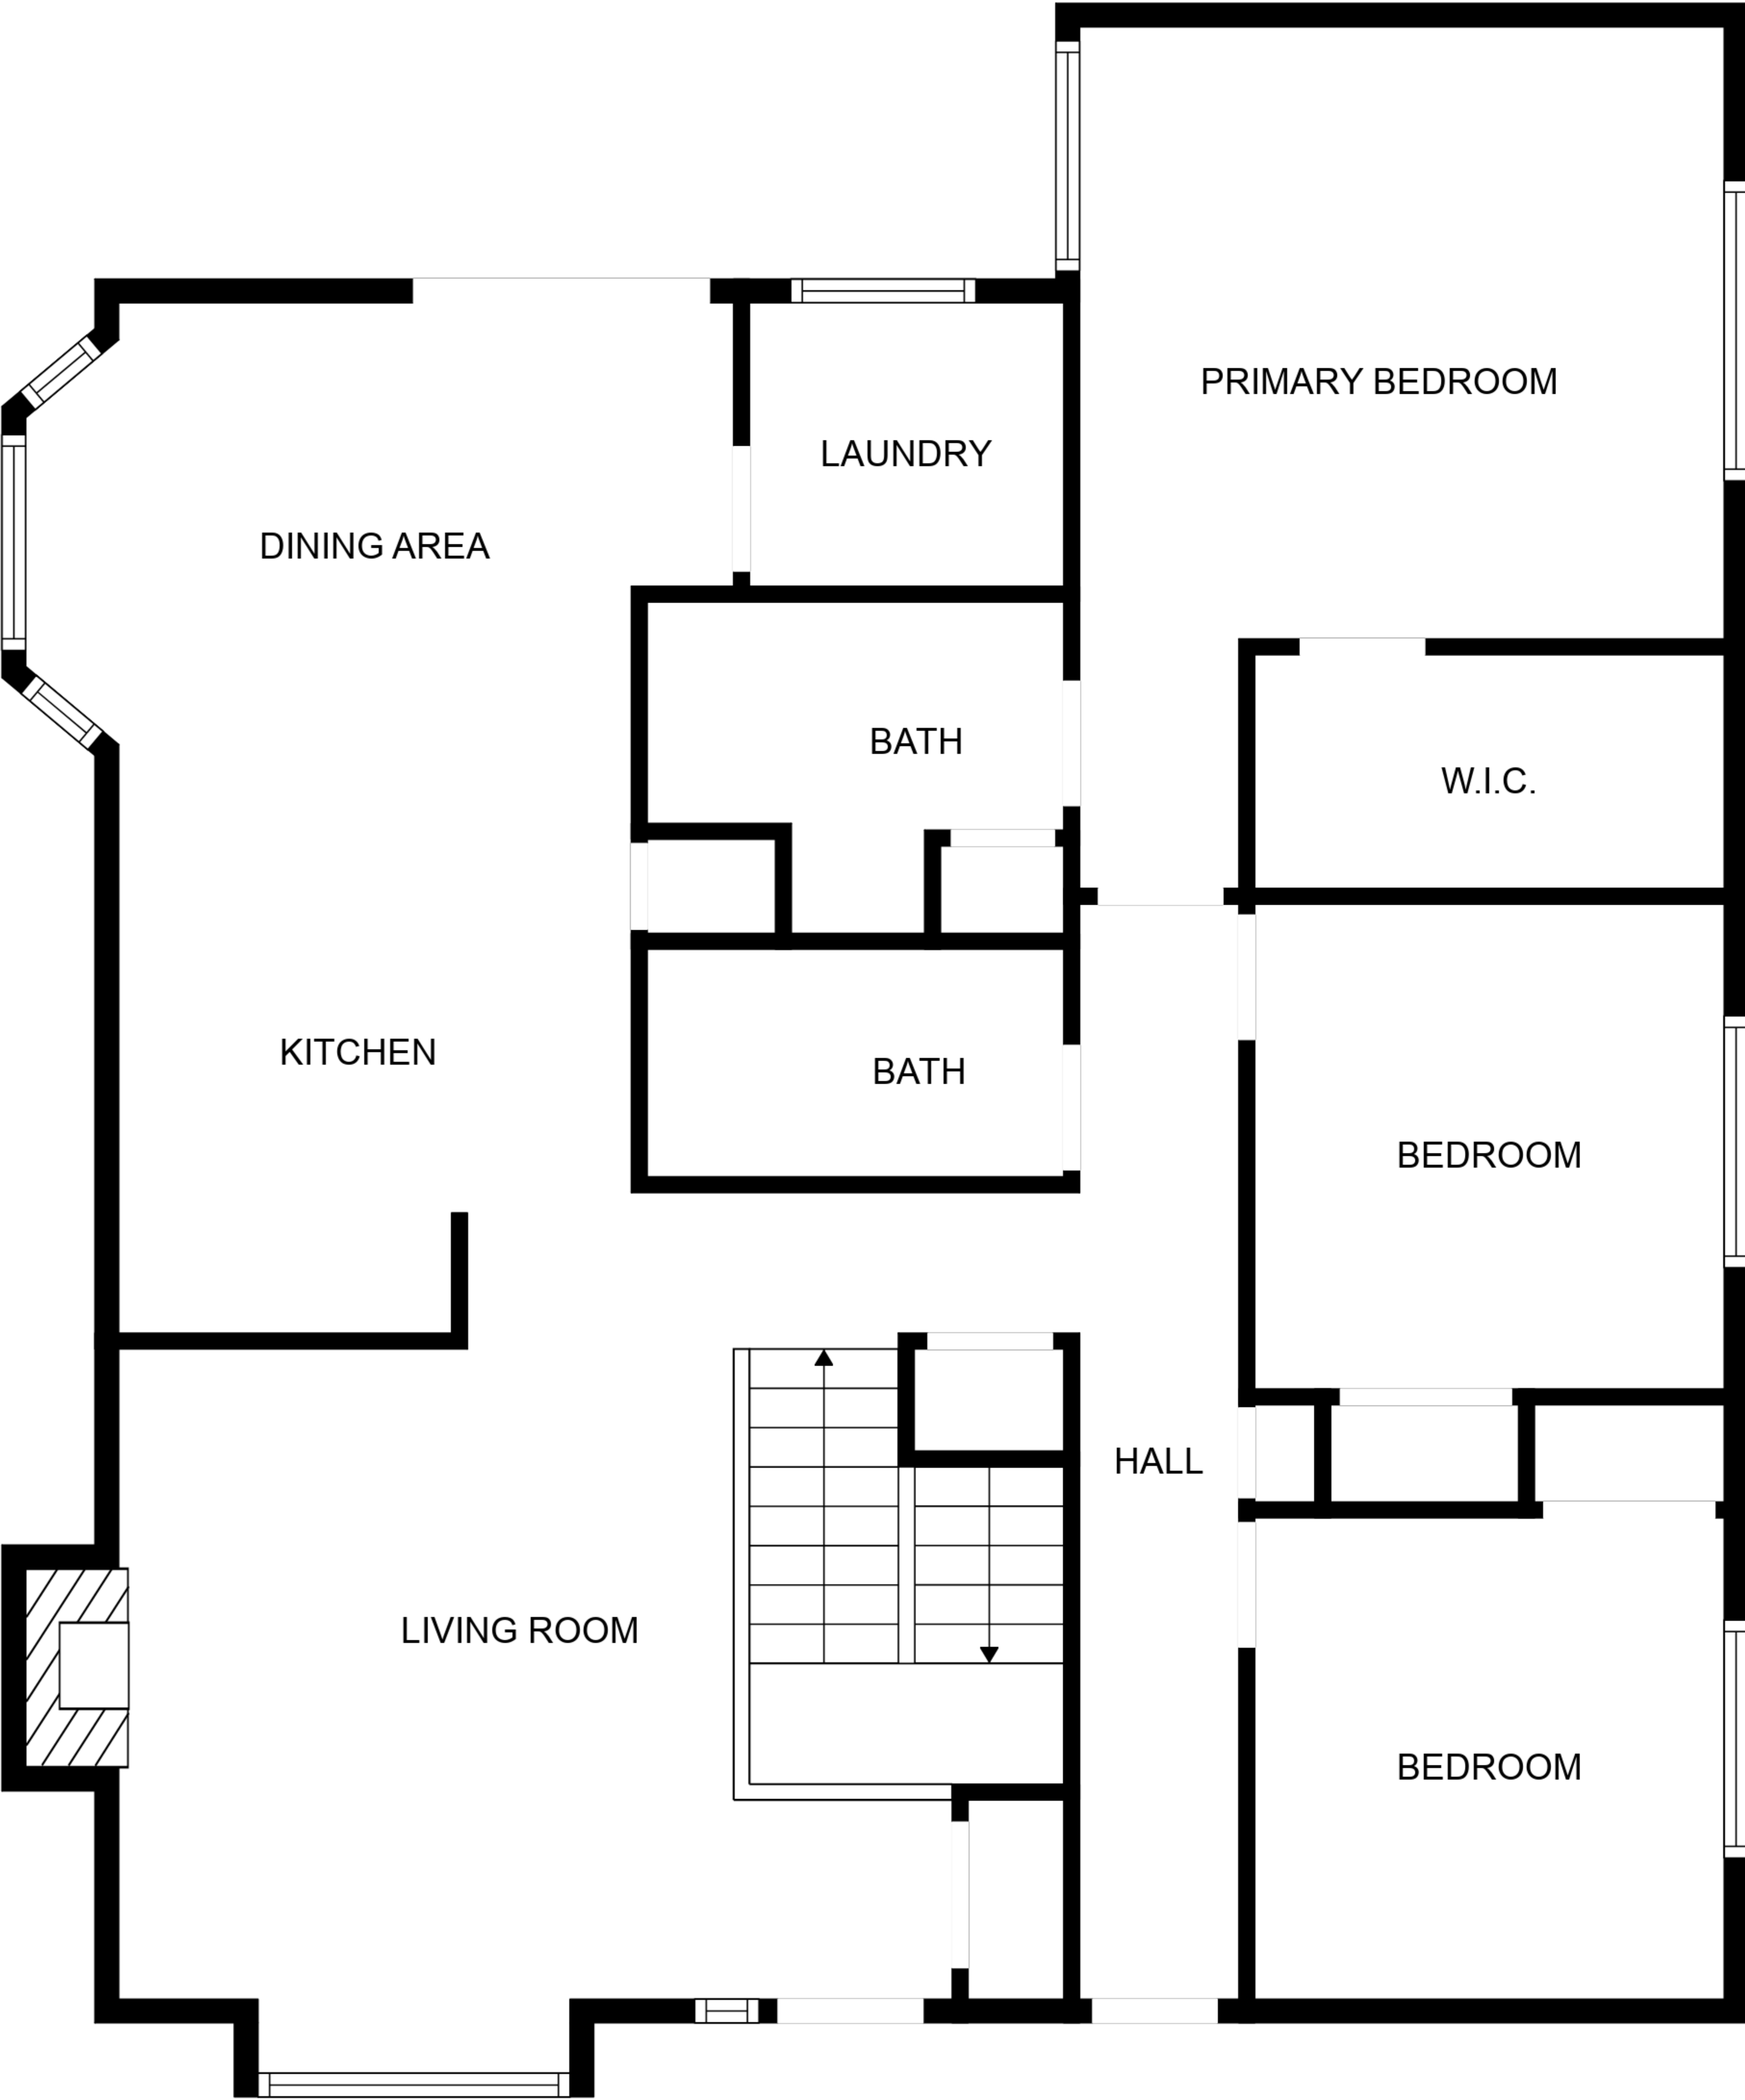 PRIMARY BEDROOM
LAUNDRY
DINING AREA
BATH
W.I.C.
KITCHEN
BATH
BEDROOM
HALL
LIVING ROOM
BEDROOM